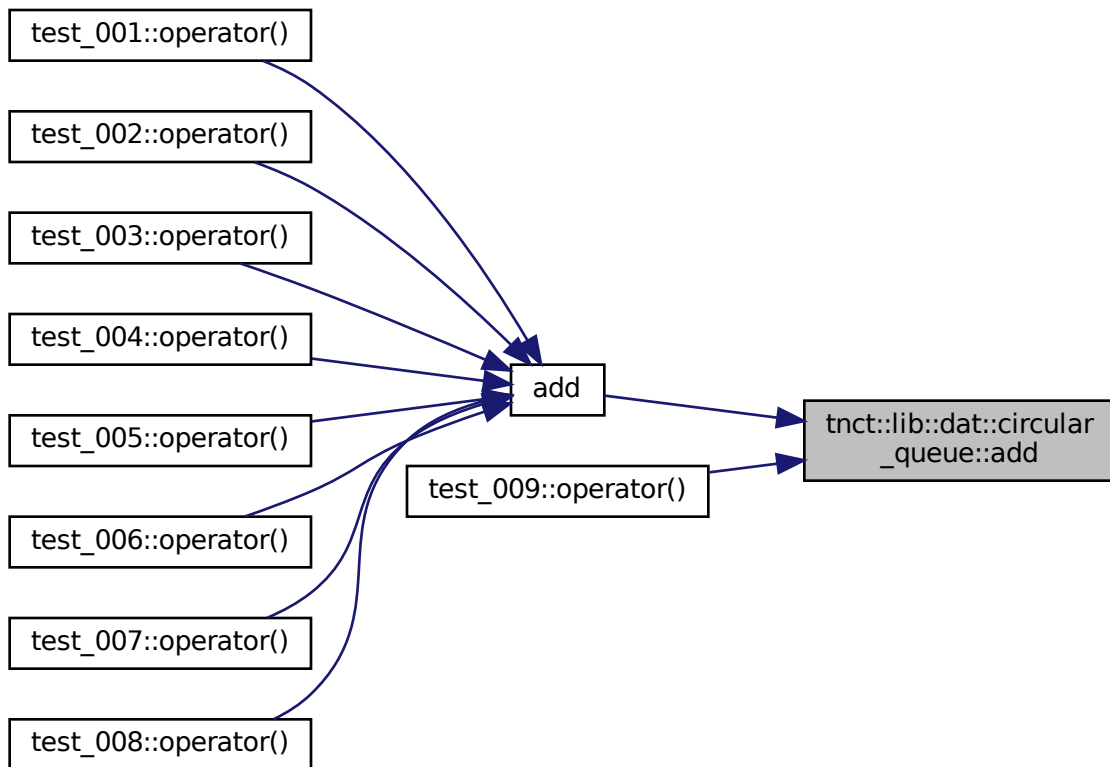 test_001::operator()
test_002::operator()
test_003::operator()
test_004::operator()
add
tnct::lib::dat::circular
_queue::add
test_005::operator()
test_009::operator()
test_006::operator()
test_007::operator()
test_008::operator()